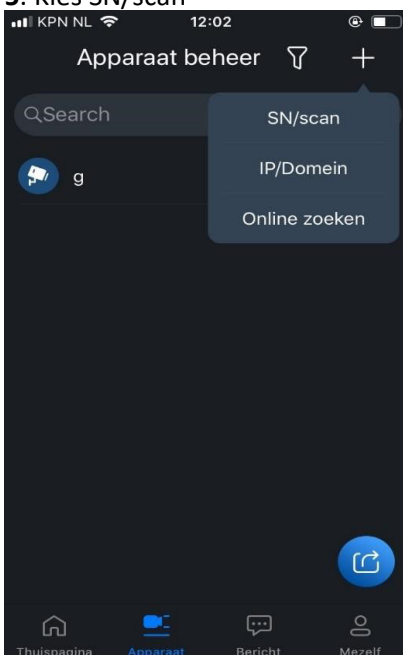 5. Kies SN/scan
KPN NL 12:02
Apparaat beheer
Search
SN/scan
g
IP/Domein
Online zoeken
Thuispagina Apparaat Bericht Mezelf